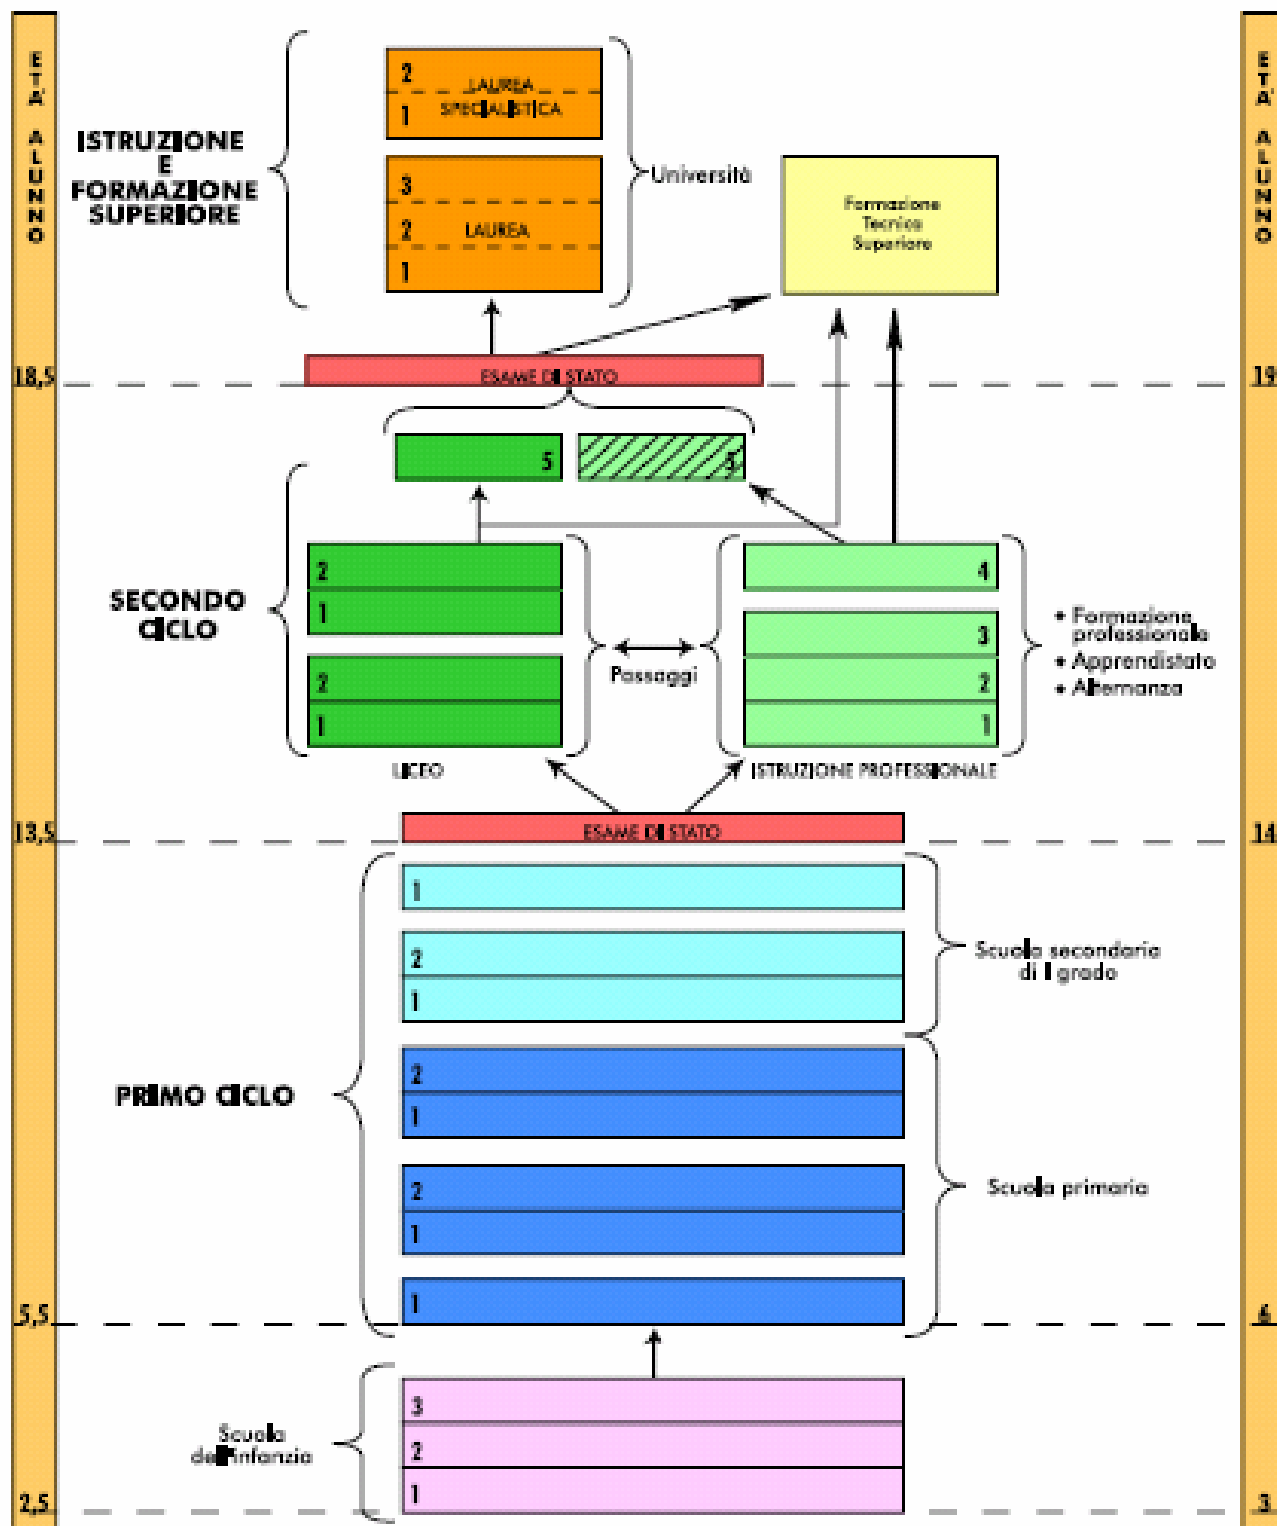 ETÀ ALUNNO
ETÀ ALUNNO
ISTRUZIONE
E
FORMAZIONE
SUPERIORE
2
LAUREA
1
SPECIALISTICA
3
2
LAUREA
1
Università
Formazione
Tecnica
Superiore
18,5
ESAME DI STATO
19
5
5
SECONDO
CICLO
2
1
2
1
LICEO
Passaggi
4
3
2
1
ISTRUZIONE PROFESSIONALE
• Formazione
professionale
• Apprendistato
• Alternanza
13,5
ESAME DI STATO
14
PRIMO CICLO
1
2
1
Scuola secondaria
di I grado
2
1
2
1
1
Scuola primaria
5,5
6
Scuola
dell'infanzia
3
2
1
2,5
3